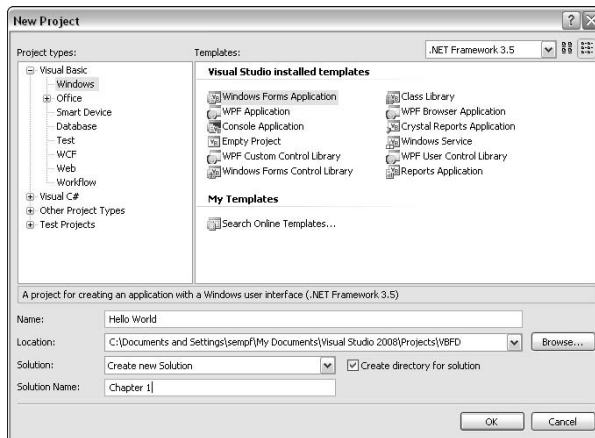 New Project
Project types:
Templates:
.NET Framework 3.5
Visual Basic
Windows
Office
Smart Device
Database
Test
WCF
Web
Workflow
Visual C#
Other Project Types
Test Projects
Visual Studio installed templates
Windows Forms Application
Class Library
WPF Application
WPF Browser Application
Console Application
Crystal Reports Application
Empty Project
Windows Service
WPF Custom Control Library
WPF User Control Library
Windows Forms Control Library
Reports Application
My Templates
Search Online Templates...
A project for creating an application with a Windows user interface (.NET Framework 3.5)
Name:
Hello World
Location:
C:\Documents and Settings\sempf\My Documents\Visual Studio 2008\Projects\VBFD
Browse...
Solution:
Create new Solution
Create directory for solution
Solution Name:
Chapter 1
OK
Cancel